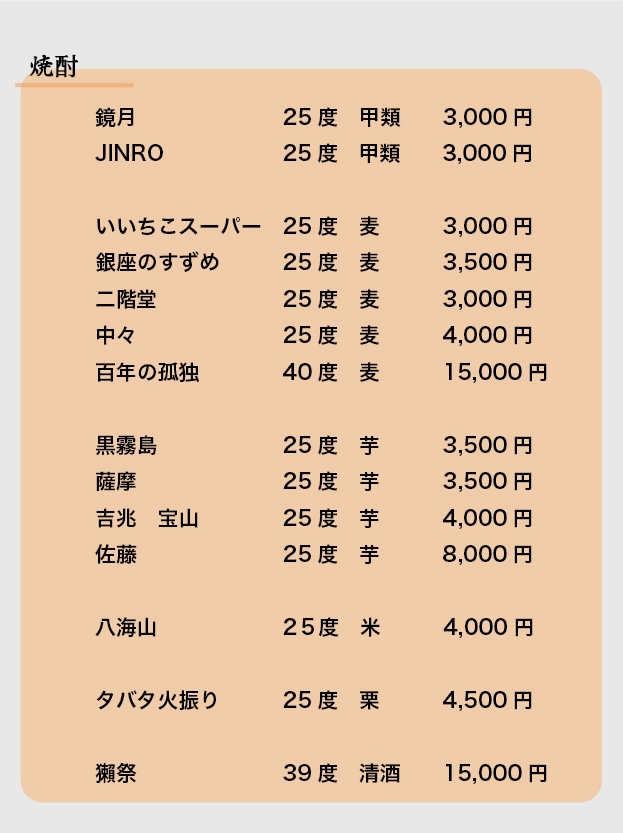 焼酎
鏡月 25 度 甲類 3,000 円
JINRO 25 度 甲類 3,000 円
いいちこスーパー 25 度 麦 3,000 円
銀座のすずめ 25 度 麦 3,500 円
二階堂 25 度 麦 3,000 円
中々 25 度 麦 4,000 円
百年の孤独 40 度 麦 15,000 円
黒霧島 25 度 芋 3,500 円
薩摩 25 度 芋 3,500 円
吉兆　宝山 25 度 芋 4,000 円
佐藤 25 度 芋 8,000 円
八海山 25度 米 4,000 円
タバタ火振り 25 度 栗 4,500 円
獺祭 39 度 清酒 15,000 円